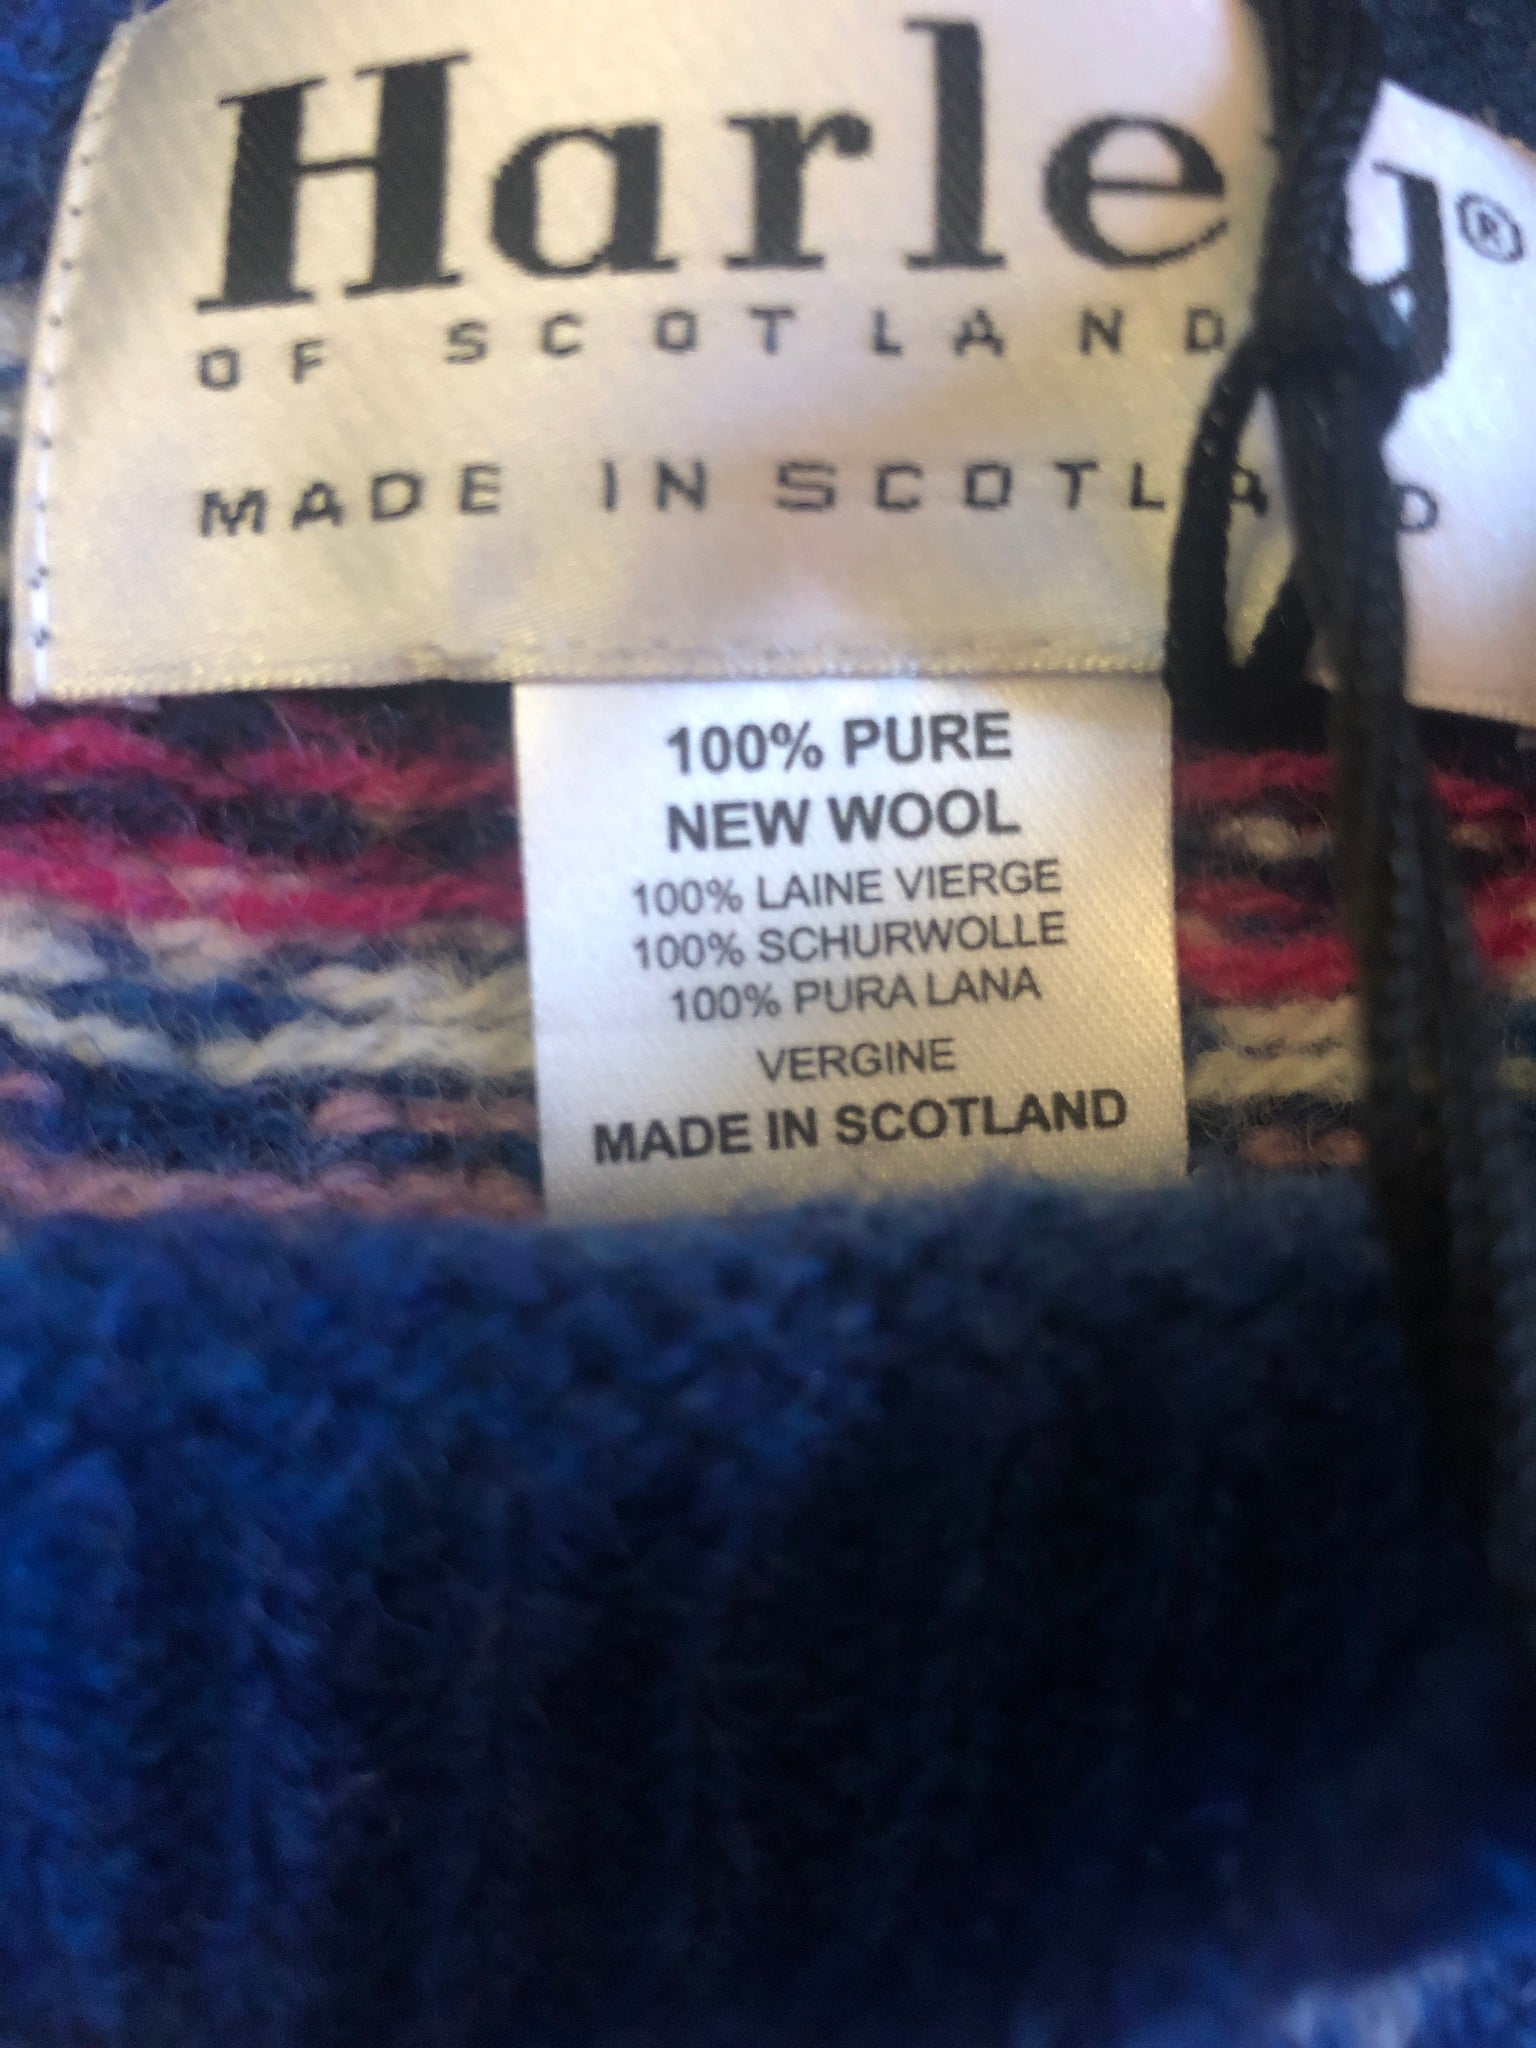 Harley®
OF SCOTLAND
MADE IN SCOTLAND
100% PURE
NEW WOOL
100% LAINE VIERGE
100% SCHURWOLLE
100% PURA LANA
VERGINE
MADE IN SCOTLAND